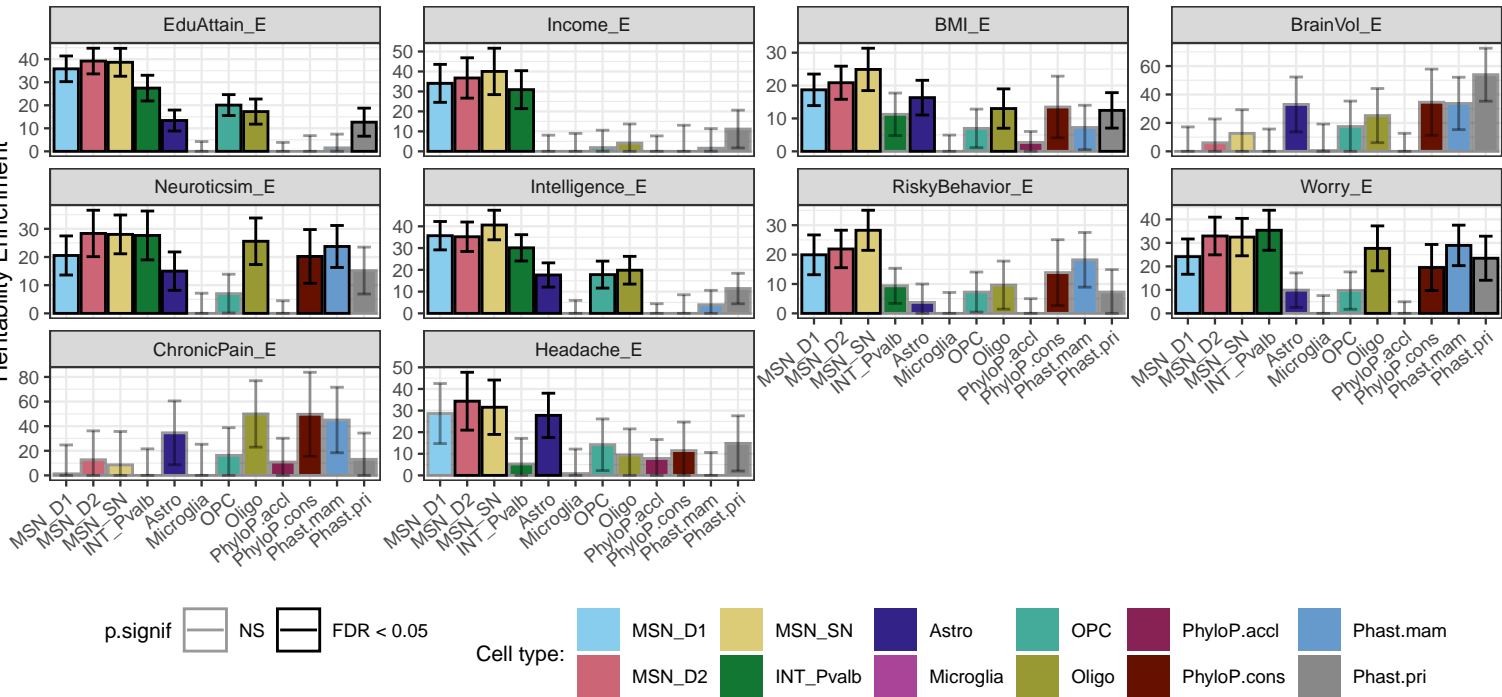 EduAttain_E Income_E BMI_E BrainVol_E
40 50 30 60
30 40 20 40
20 30 10 20
10 20 0 0
0 10
0
Neuroticsim_E Intelligence_E RiskyBehavior_E Worry_E
30 40 30 40
20 30 20 30
10 20 10 20
0 10 0 10
0 0
ChronicPain_E Headache_E
MSN_D1 MSN_D2 MSN_SN INT_Pvalb Astro Microglia OPC Oligo PhyloP.accl PhyloP.cons Phast.mam Phast.pri
MSN_D1 MSN_D2 MSN_SN INT_Pvalb Astro Microglia OPC Oligo PhyloP.accl PhyloP.cons Phast.mam Phast.pri
80 50
60 40
40 30
20 20
0 10
0
MSN_D1 MSN_D2 MSN_SN INT_Pvalb Astro Microglia OPC Oligo PhyloP.accl PhyloP.cons Phast.mam Phast.pri
MSN_D1 MSN_D2 MSN_SN INT_Pvalb Astro Microglia OPC Oligo PhyloP.accl PhyloP.cons Phast.mam Phast.pri
Heritability Enrichment
p.signif NS FDR < 0.05
Cell type:
MSN_D1 MSN_SN Astro OPC PhyloP.accl Phast.mam
MSN_D2 INT_Pvalb Microglia Oligo PhyloP.cons Phast.pri